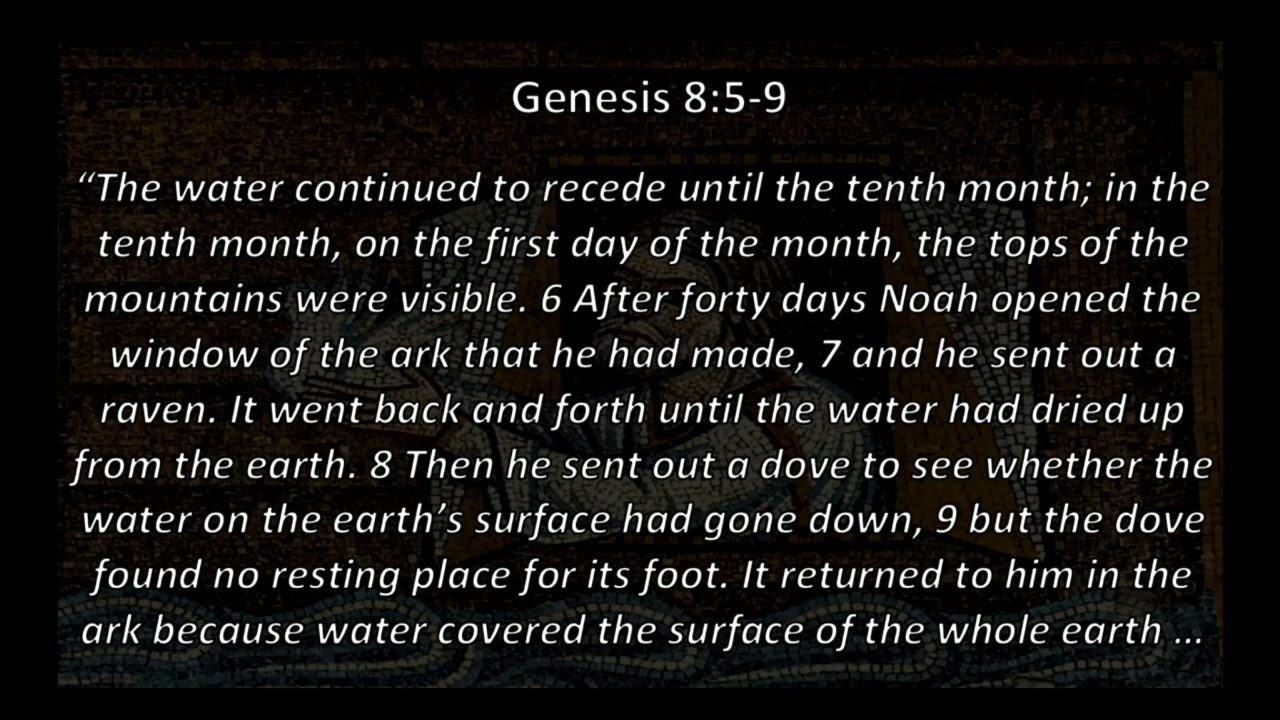 Genesis 8:5-9
“The water continued to recede until the tenth month; in the
tenth month, on the first day of the month, the tops of the
mountains were visible. 6 After forty days Noah opened the
window of the ark that he had made, 7 and he sent out a
raven. It went back and forth until the water had dried up
from the earth. 8 Then he sent out a dove to see whether the
water on the earth’s surface had gone down, 9 but the dove
found no resting place for its foot. It returned to him in the
ark because water covered the surface of the whole earth ...